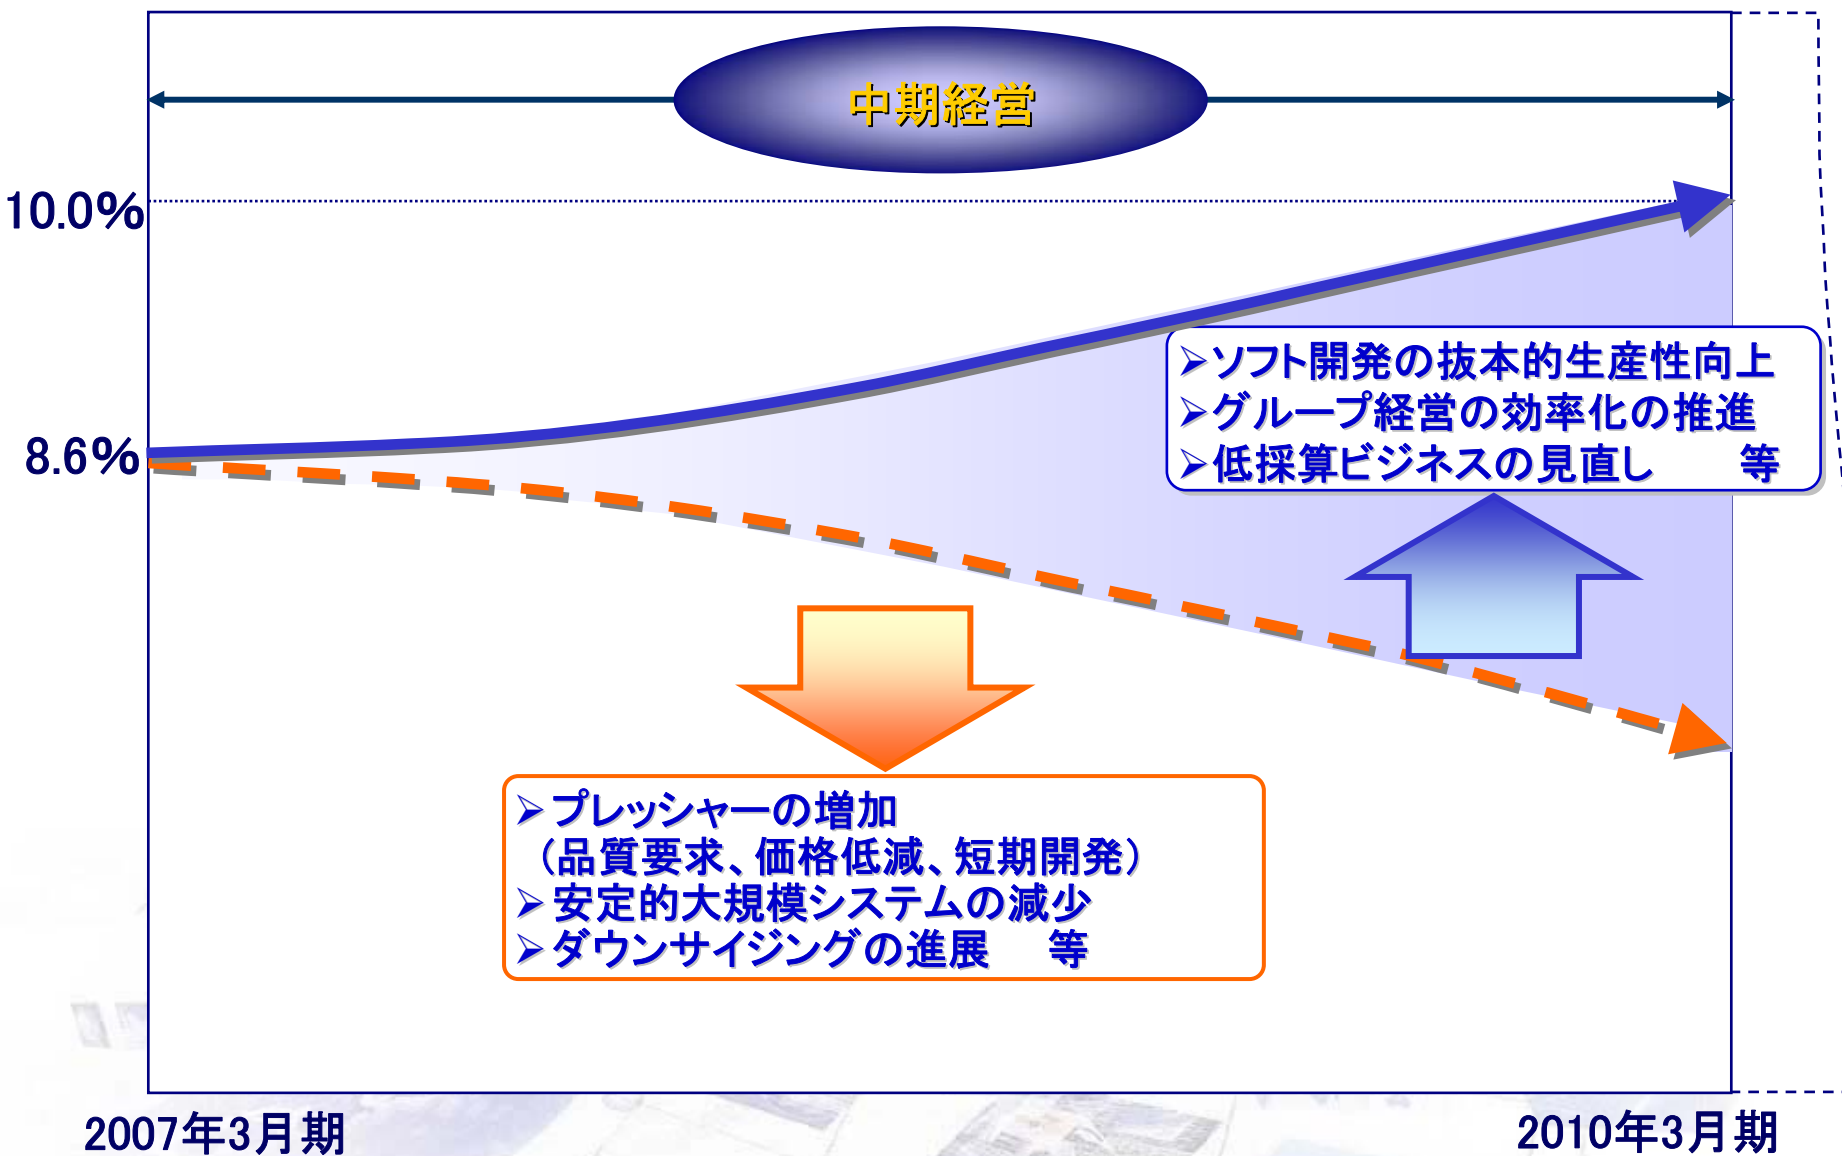 中期経営
10.0%
8.6%
➢ソフト開発の抜本的生産性向上
➢グループ経営の効率化の推進
➢低採算ビジネスの見直し　　等
➢プレッシャーの増加
（品質要求、価格低減、短期開発）
➢安定的大規模システムの減少
➢ダウンサイジングの進展　等
2007年3月期
2010年3月期